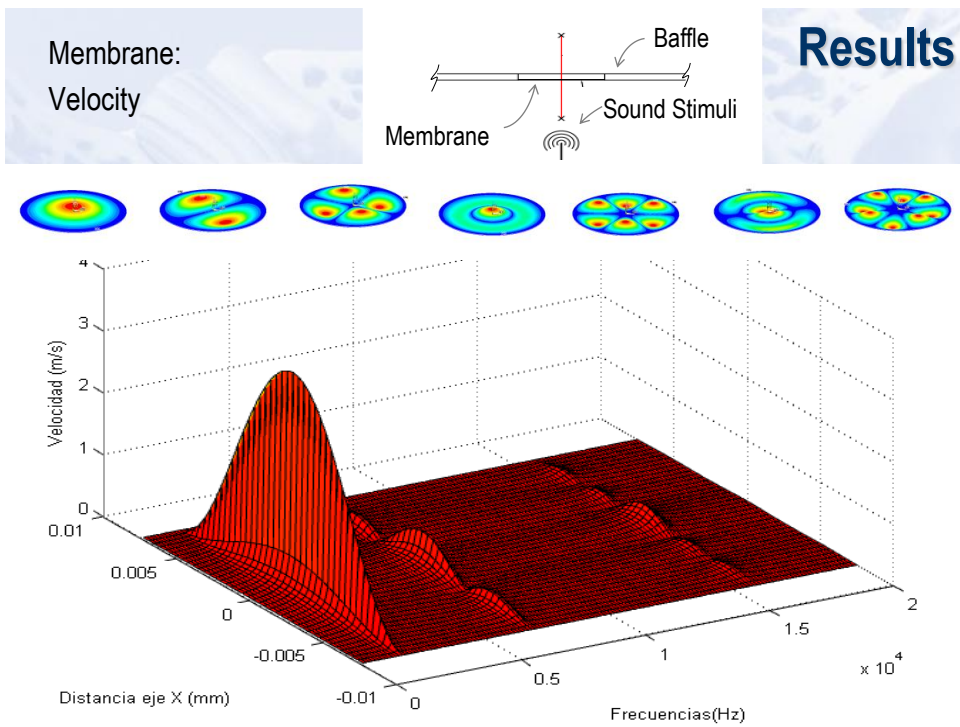 Membrane:
Velocity
Baffle
Membrane
Sound Stimuli
Results
Velocidad (m/s)
4
3
2
1
0
0.01
0.005
0
-0.005
-0.01
Distancia eje X (mm)
0
0.5
1
1.5
2
x 10^4
Frecuencias(Hz)